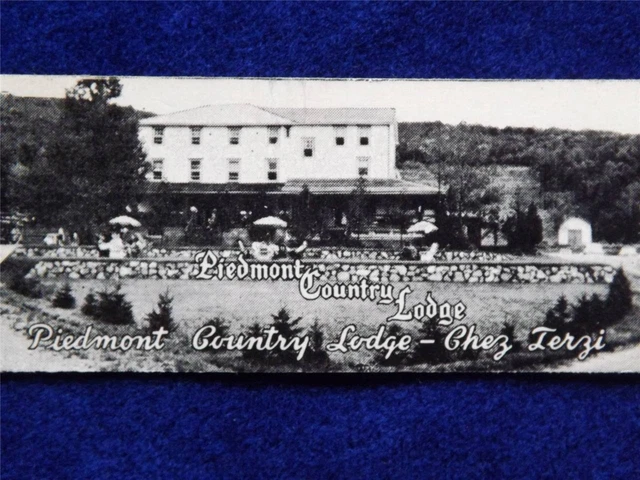 Piedmont
Country
Lodge
Piedmont Country Lodge - Chez Terzi